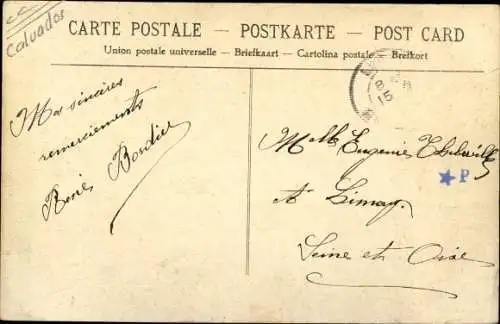 Calvados
CARTE POSTALE – POSTKARTE – POST CARD
Union postale universelle – Briefkaart – Cartolina postale – Brefkort
Mes sincères
remerciements
René Bordier
Melle Eugénie
À Limay
Seine et Oise
P